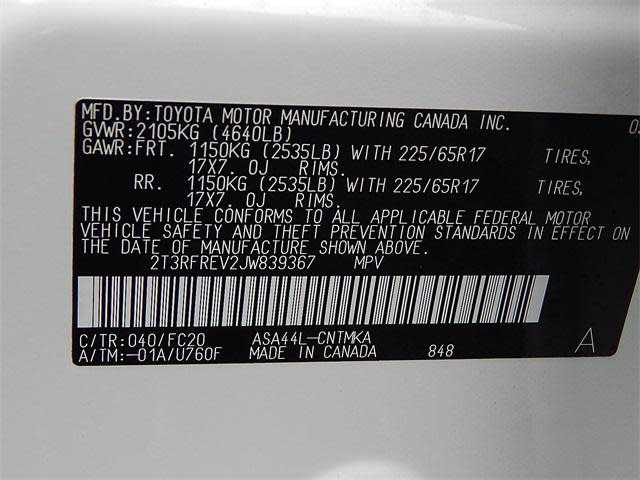 MFD.BY:TOYOTA MOTOR MANUFACTURING CANADA INC.
GVWR:2105KG (4640LB)
GAWR:FRT. 1150KG (2535LB) WITH 225/65R17 TIRES,
17X7.0J RIMS.
RR. 1150KG (2535LB) WITH 225/65R17 TIRES,
17X7.0J RIMS.
THIS VEHICLE CONFORMS TO ALL APPLICABLE FEDERAL MOTOR
VEHICLE SAFETY AND THEFT PREVENTION STANDARDS IN EFFECT ON
THE DATE OF MANUFACTURE SHOWN ABOVE.
2T3RFREV2JW839367 MPV
C/TR:040/FC20 ASA44L-CNTMKA
A/TM:-01A/U760F MADE IN CANADA 848 A